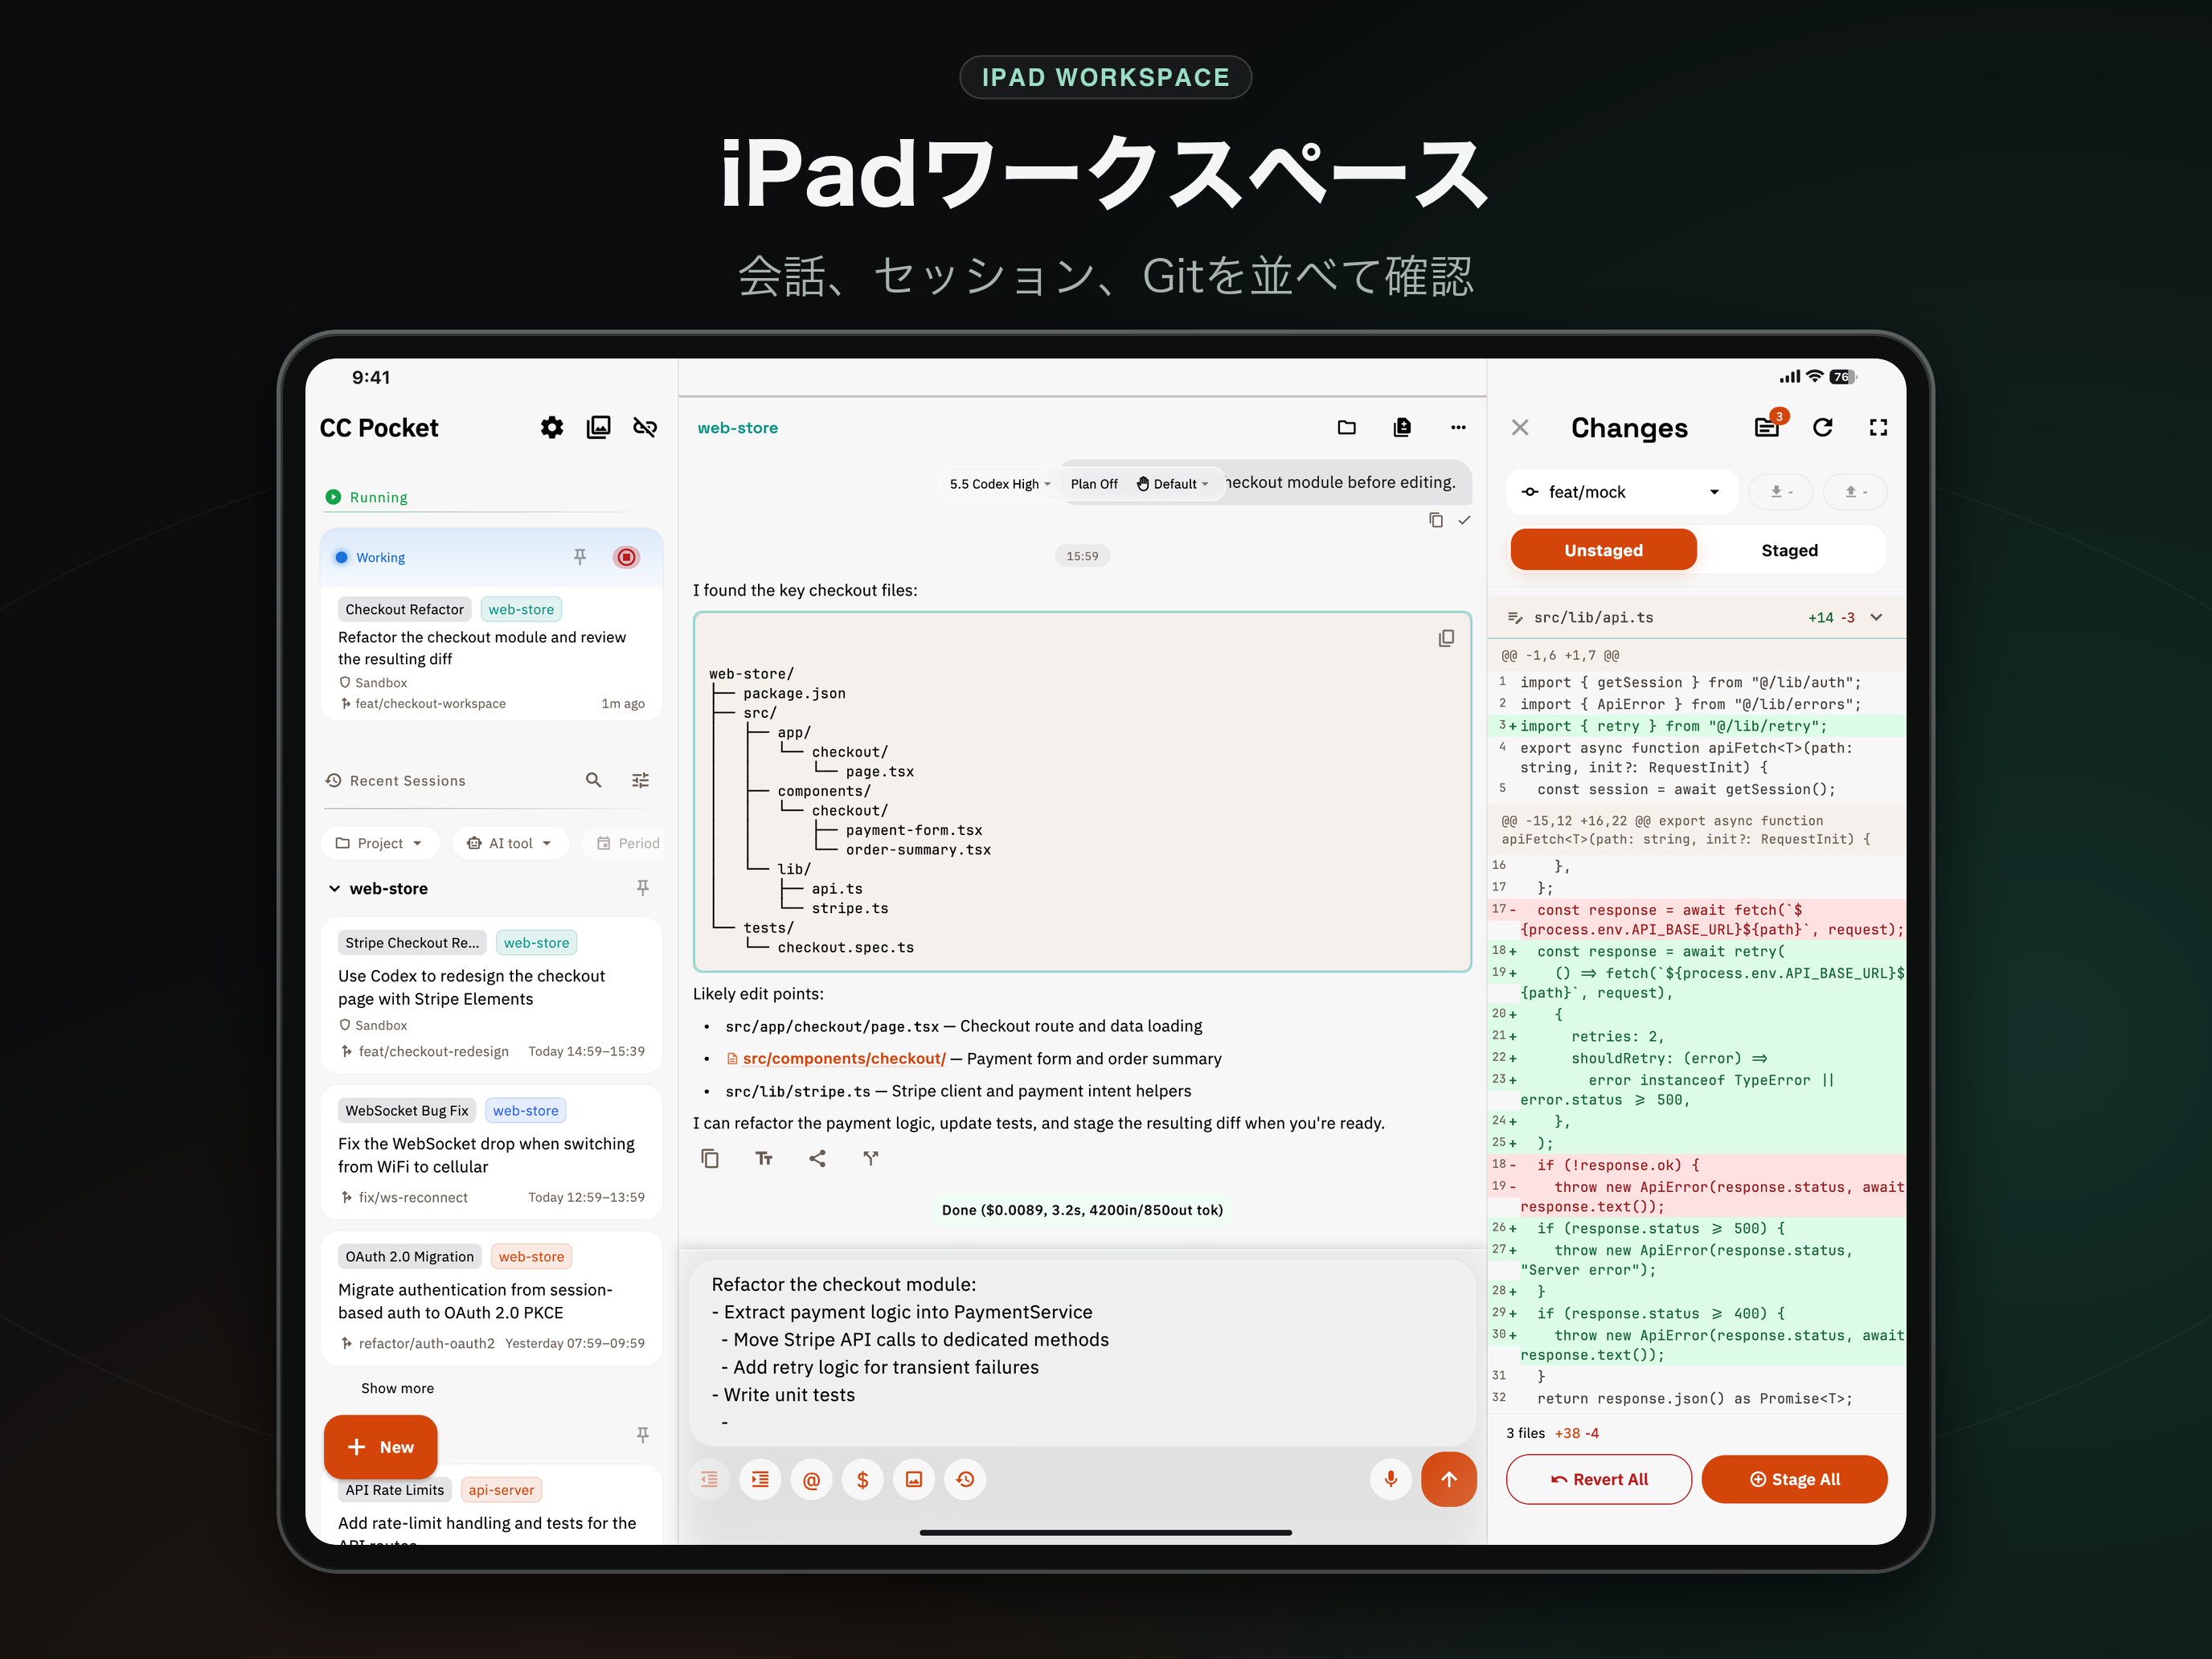 IPAD WORKSPACE
iPadワークスペース
会話、セッション、Gitを並べて確認
9:41
CC Pocket
Running
Working
Checkout Refactor web-store
Refactor the checkout module and review
the resulting diff
Sandbox
feat/checkout-workspace 1m ago
Recent Sessions
Project AI tool Period
web-store
Stripe Checkout Re... web-store
Use Codex to redesign the checkout
page with Stripe Elements
Sandbox
feat/checkout-redesign Today 14:59–15:39
WebSocket Bug Fix web-store
Fix the WebSocket drop when switching
from WiFi to cellular
fix/ws-reconnect Today 12:59–13:59
OAuth 2.0 Migration web-store
Migrate authentication from session-
based auth to OAuth 2.0 PKCE
refactor/auth-oauth2 Yesterday 07:59–09:59
Show more
New
API Rate Limits api-server
Add rate-limit handling and tests for the
API routes
web-store
5.5 Codex High Plan Off Default heckout module before editing.
15:59
I found the key checkout files:
web-store/
├── package.json
├── src/
│   ├── app/
│   │   └── checkout/
│   │       └── page.tsx
│   ├── components/
│   │   └── checkout/
│   │       ├── payment-form.tsx
│   │       └── order-summary.tsx
│   └── lib/
│       ├── api.ts
│       └── stripe.ts
└── tests/
    └── checkout.spec.ts
Likely edit points:
• src/app/checkout/page.tsx — Checkout route and data loading
• src/components/checkout/ — Payment form and order summary
• src/lib/stripe.ts — Stripe client and payment intent helpers
I can refactor the payment logic, update tests, and stage the resulting diff when you're ready.
Done ($0.0089, 3.2s, 4200in/850out tok)
Refactor the checkout module:
- Extract payment logic into PaymentService
  - Move Stripe API calls to dedicated methods
  - Add retry logic for transient failures
- Write unit tests
  -
@ $
76
Changes
3
feat/mock - -
Unstaged Staged
src/lib/api.ts +14 -3
@@ -1,6 +1,7 @@
1 import { getSession } from "@/lib/auth";
2 import { ApiError } from "@/lib/errors";
3+ import { retry } from "@/lib/retry";
4 export async function apiFetch<T>(path:
string, init?: RequestInit) {
5   const session = await getSession();
@@ -15,12 +16,22 @@ export async function
apiFetch<T>(path: string, init?: RequestInit) {
16     },
17   };
17-   const response = await fetch(`$
{process.env.API_BASE_URL}${path}`, request);
18+   const response = await retry(
19+     () => fetch(`${process.env.API_BASE_URL}$
{path}`, request),
20+     {
21+       retries: 2,
22+       shouldRetry: (error) =>
23+         error instanceof TypeError ||
error.status >= 500,
24+     },
25+   );
18-   if (!response.ok) {
19-     throw new ApiError(response.status, await
response.text());
26+   if (response.status >= 500) {
27+     throw new ApiError(response.status,
"Server error");
28+   }
29+   if (response.status >= 400) {
30+     throw new ApiError(response.status, await
response.text());
31   }
32   return response.json() as Promise<T>;
3 files +38 -4
Revert All Stage All